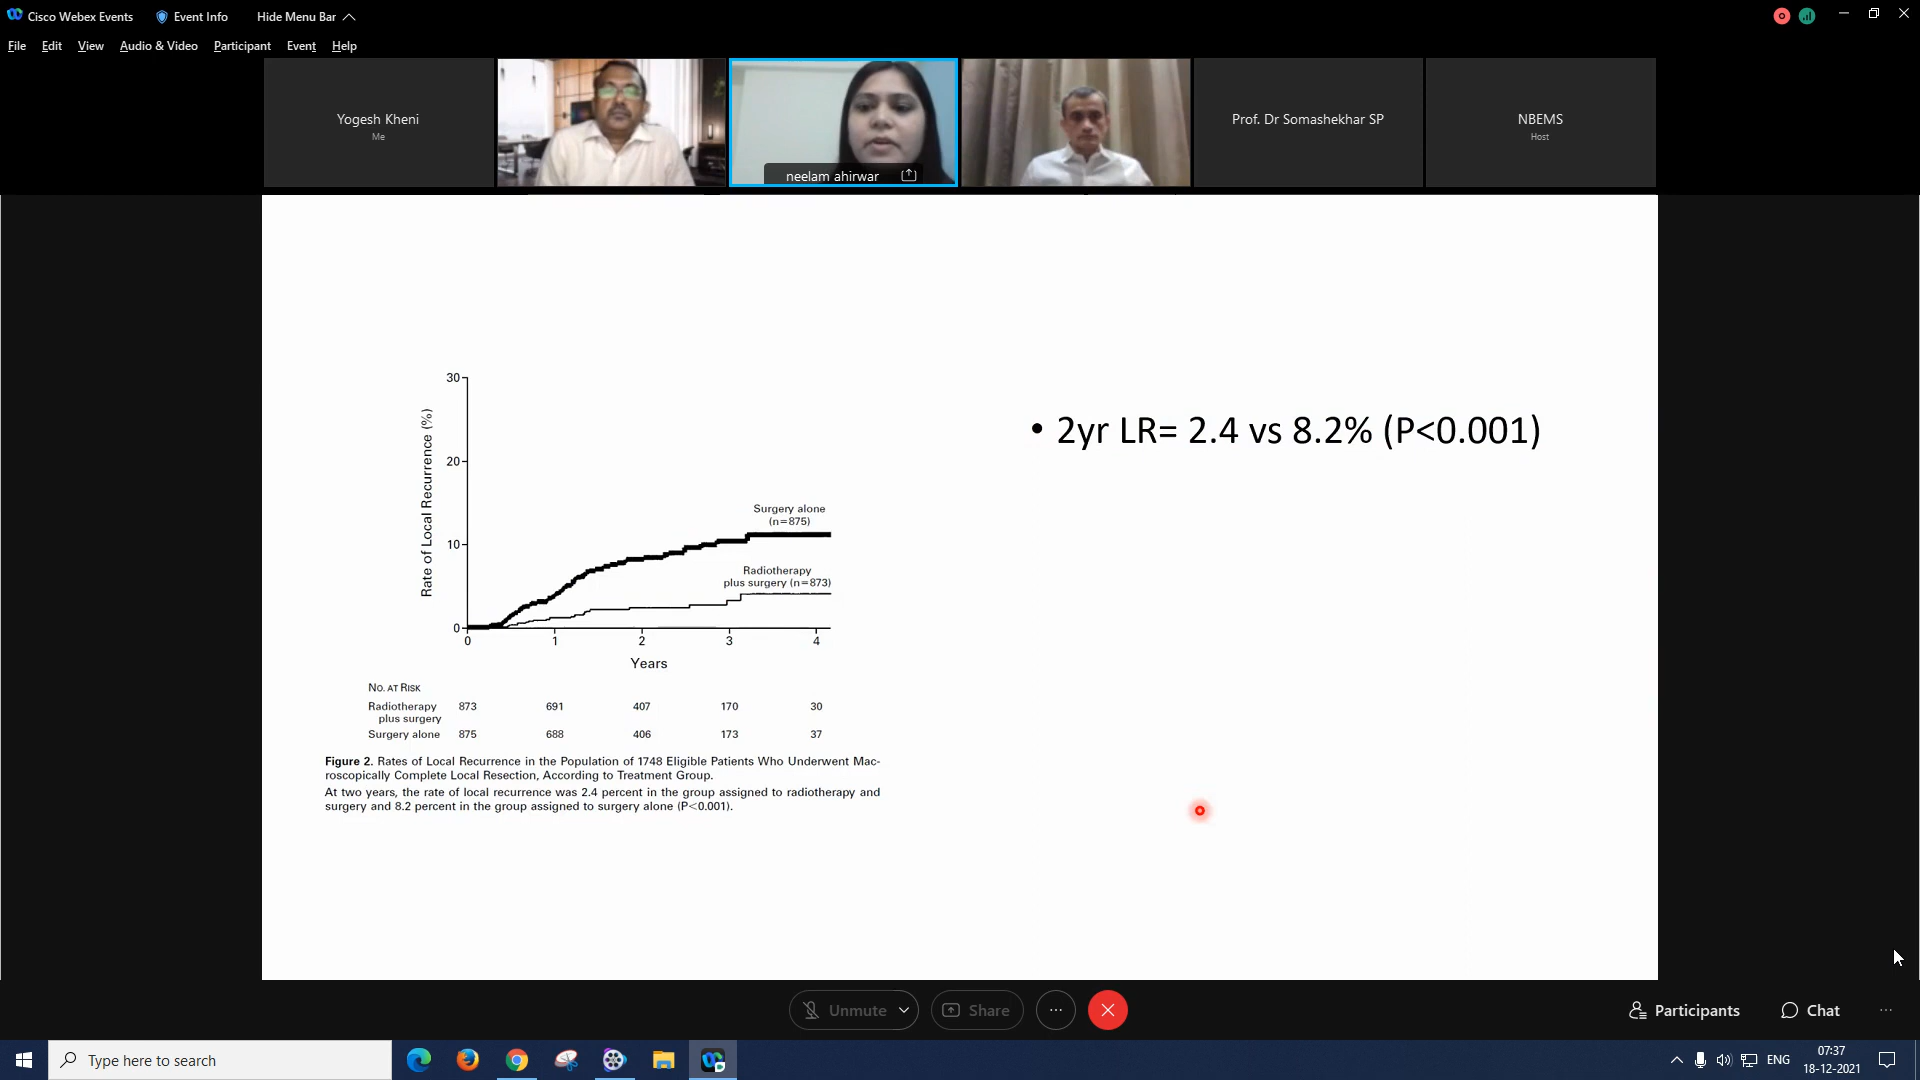 Cisco Webex Events
Event Info
Hide Menu Bar
File Edit View Audio & Video Participant Event Help
Yogesh Kheni
Me
neelam ahirwar
Prof. Dr Somashekhar SP
NBEMS
Host
• 2yr LR= 2.4 vs 8.2% (P<0.001)
Rate of Local Recurrence (%)
30
20
10
0
Surgery alone
(n=875)
Radiotherapy
plus surgery (n=873)
0 1 2 3 4
Years
NO. AT RISK
Radiotherapy 873 691 407 170 30
plus surgery
Surgery alone 875 688 406 173 37
Figure 2. Rates of Local Recurrence in the Population of 1748 Eligible Patients Who Underwent Mac-
roscopically Complete Local Resection, According to Treatment Group.
At two years, the rate of local recurrence was 2.4 percent in the group assigned to radiotherapy and
surgery and 8.2 percent in the group assigned to surgery alone (P<0.001).
Unmute
Share
Participants
Chat
Type here to search
ENG
07:37
18-12-2021